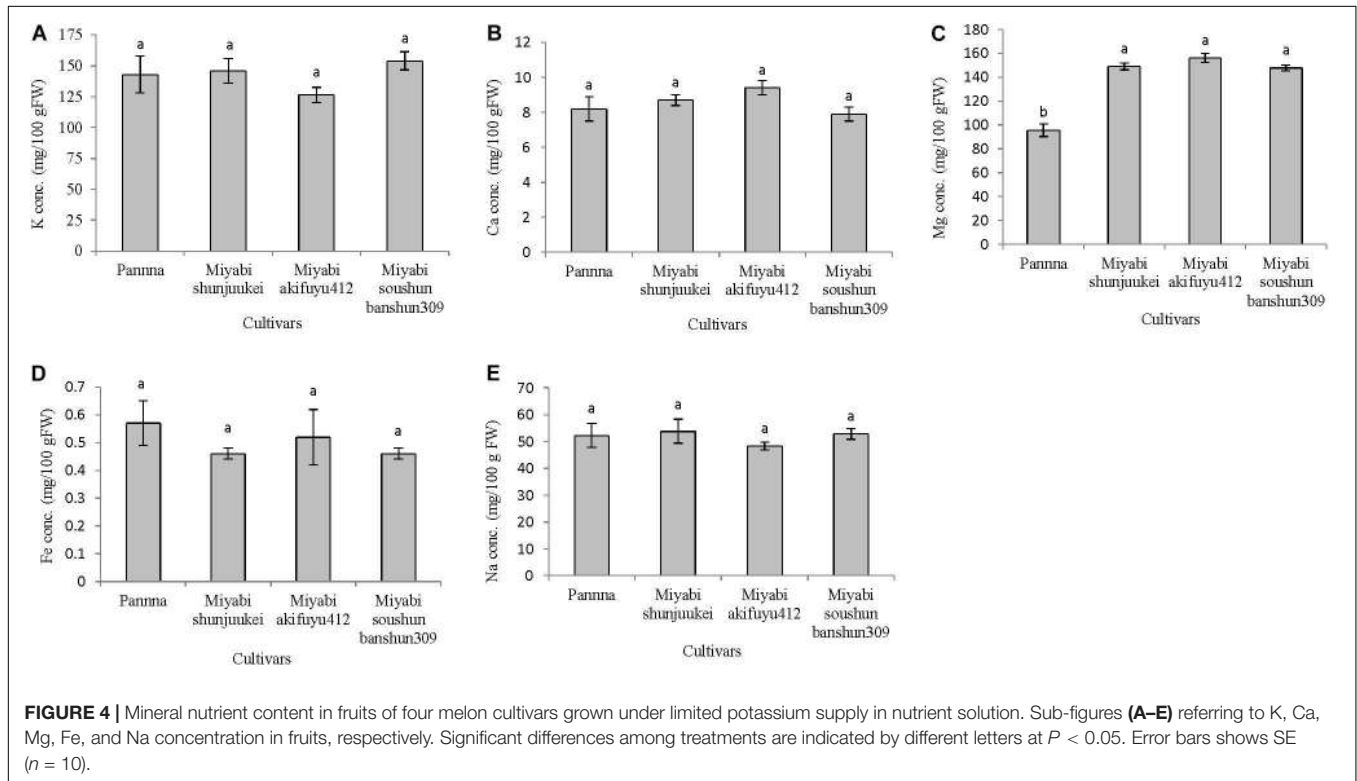 A
K conc. (mg/100 gFW)
175
150
125
100
75
50
25
0
a
a
a
a
Pannna
Miyabi shunjuukei
Miyabi akifuyu412
Miyabi soushun banshun309
Cultivars
B
Ca conc. (mg/100 gFW)
12
10
8
6
4
2
0
a
a
a
a
Pannna
Miyabi shunjuukei
Miyabi akifuyu412
Miyabi soushun banshun309
Cultivars
C
Mg conc. (mg/100 gFW)
180
160
140
120
100
80
60
40
20
0
b
a
a
a
Pannna
Miyabi shunjuukei
Miyabi akifuyu412
Miyabi soushun banshun309
Cultivars
D
Fe conc. (mg/100 gFW)
0.7
0.6
0.5
0.4
0.3
0.2
0.1
0
a
a
a
a
Pannna
Miyabi shunjuukei
Miyabi akifuyu412
Miyabi soushun banshun309
Cultivars
E
Na conc. (mg/100 g FW)
70
60
50
40
30
20
10
0
a
a
a
a
Pannna
Miyabi shunjuukei
Miyabi akifuyu412
Miyabi soushun banshun309
Cultivars
FIGURE 4 | Mineral nutrient content in fruits of four melon cultivars grown under limited potassium supply in nutrient solution. Sub-figures (A–E) referring to K, Ca,
Mg, Fe, and Na concentration in fruits, respectively. Significant differences among treatments are indicated by different letters at P < 0.05. Error bars shows SE
(n = 10).